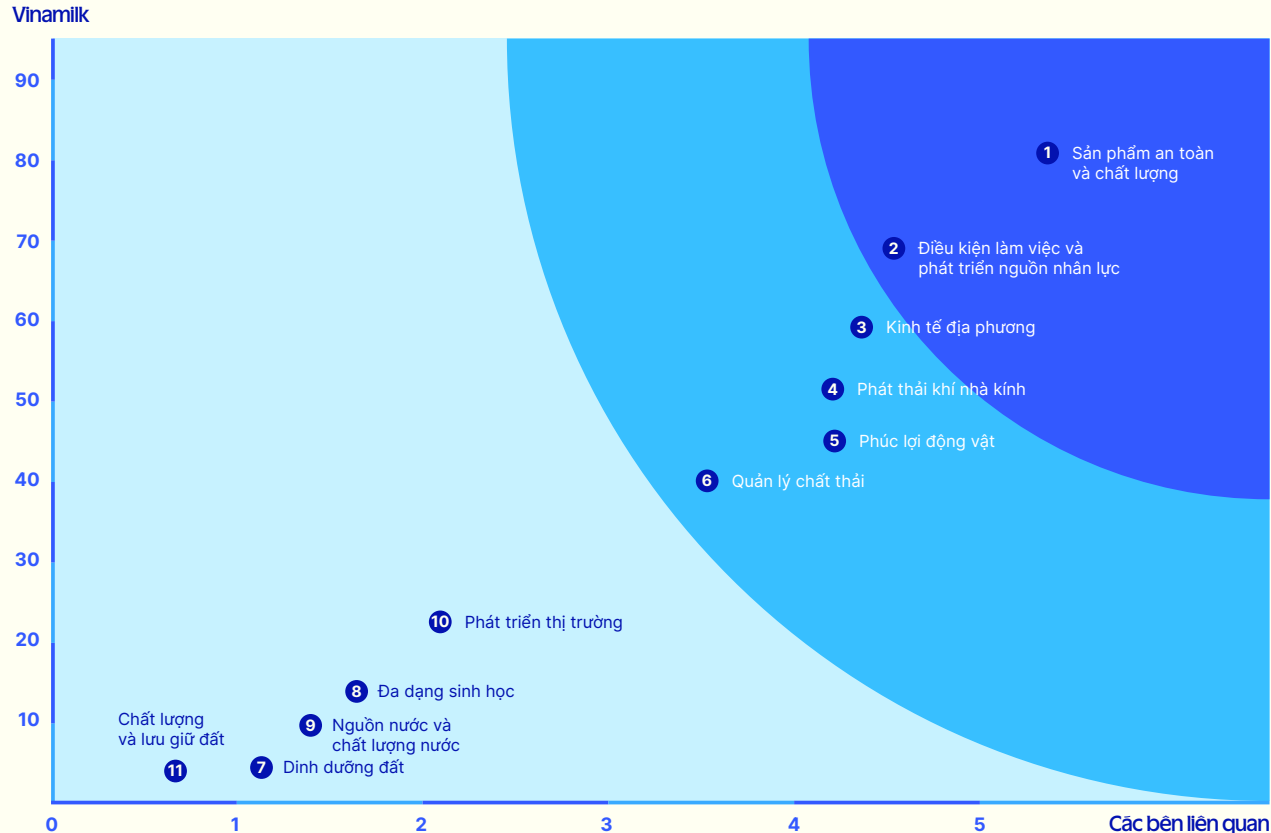 Vinamilk
90
80
70
60
50
40
30
20
10
1
Sản phẩm an toàn
và chất lượng
2
Điều kiện làm việc và
phát triển nguồn nhân lực
3
Kinh tế địa phương
4
Phát thải khí nhà kính
5
Phúc lợi động vật
6
Quản lý chất thải
10
Phát triển thị trường
8
Đa dạng sinh học
9
Nguồn nước và
chất lượng nước
Chất lượng
và lưu giữ đất
11
7
Dinh dưỡng đất
0
1
2
3
4
5
Các bên liên quan